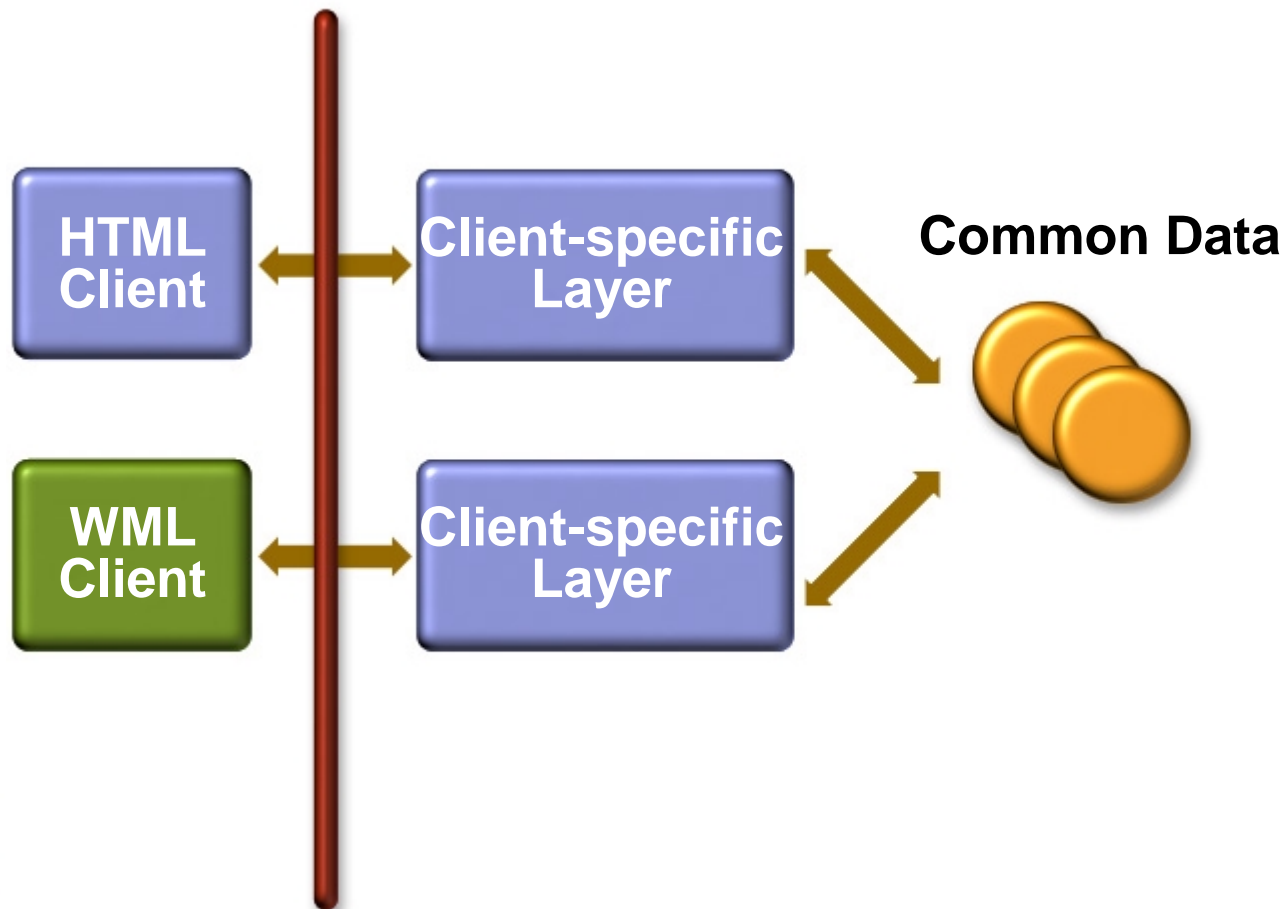 HTML
Client
Client-specific
Layer
Common Data
WML
Client
Client-specific
Layer